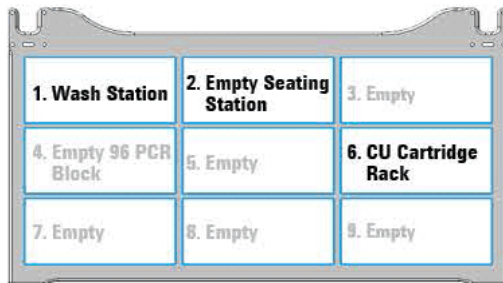 1. Wash Station
2. Empty Seating
Station
3. Empty
4. Empty 96 PCR
Block
5. Empty
6. CU Cartridge
Rack
7. Empty
8. Empty
9. Empty